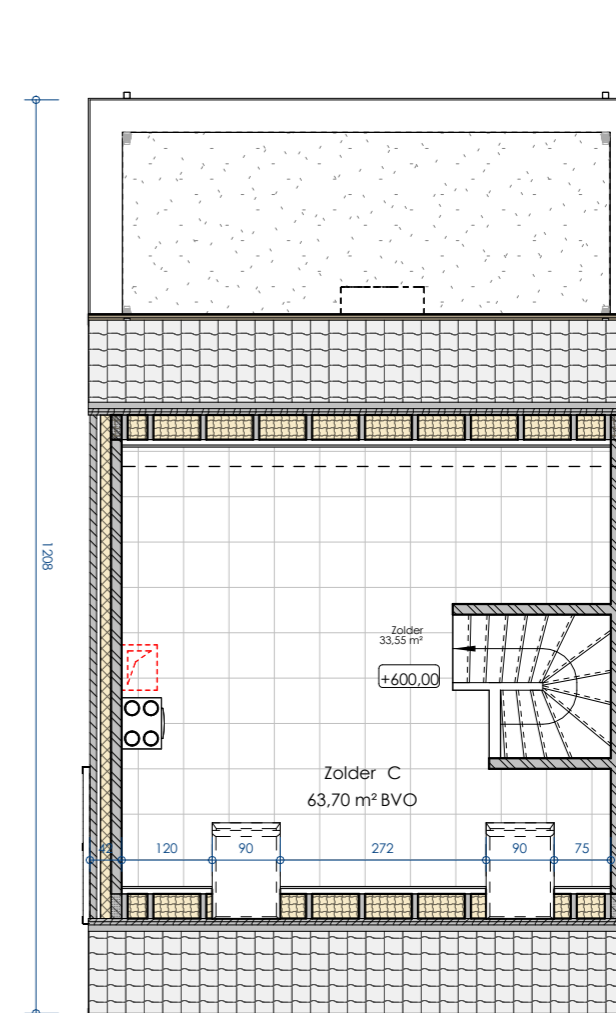 1208
Zolder
33,55 m²
+600,00
Zolder C
63,70 m² BVO
42 120 90 272 90 75